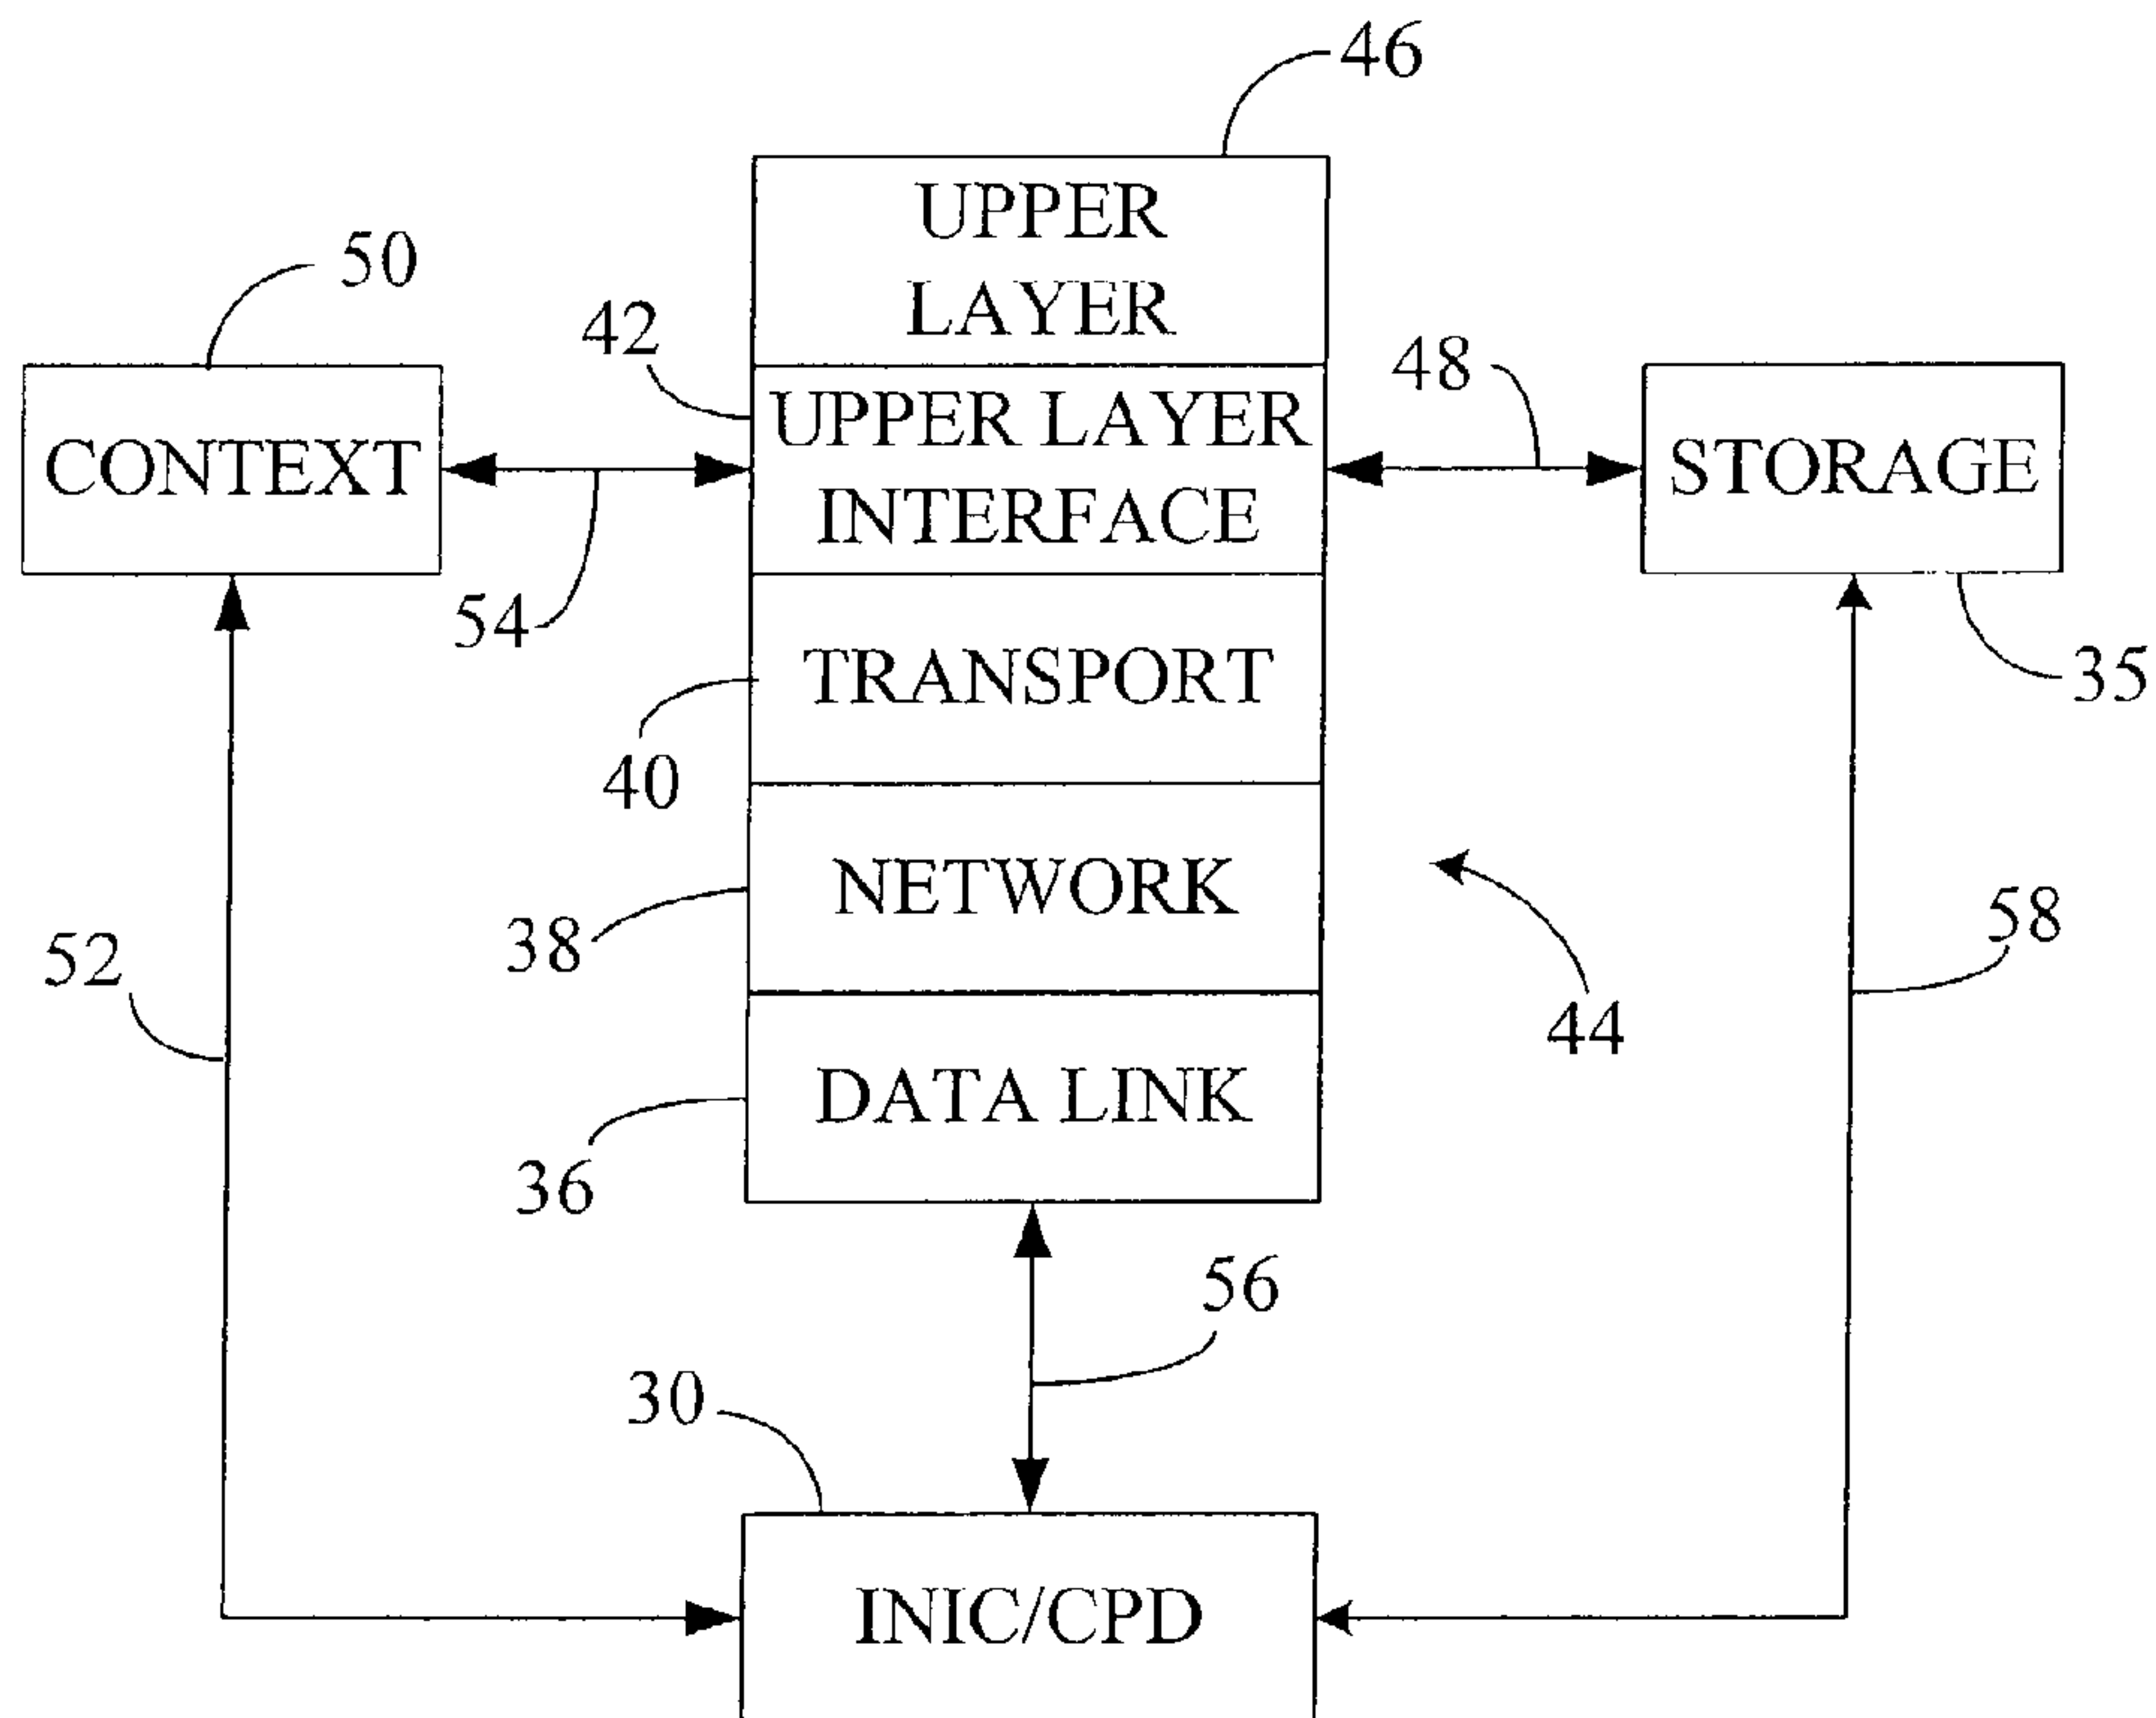 46
UPPER
LAYER
50
42
48
UPPER LAYER
INTERFACE
CONTEXT
STORAGE
54
35
TRANSPORT
40
NETWORK
38
52
58
44
DATA LINK
36
56
30
INIC/CPD